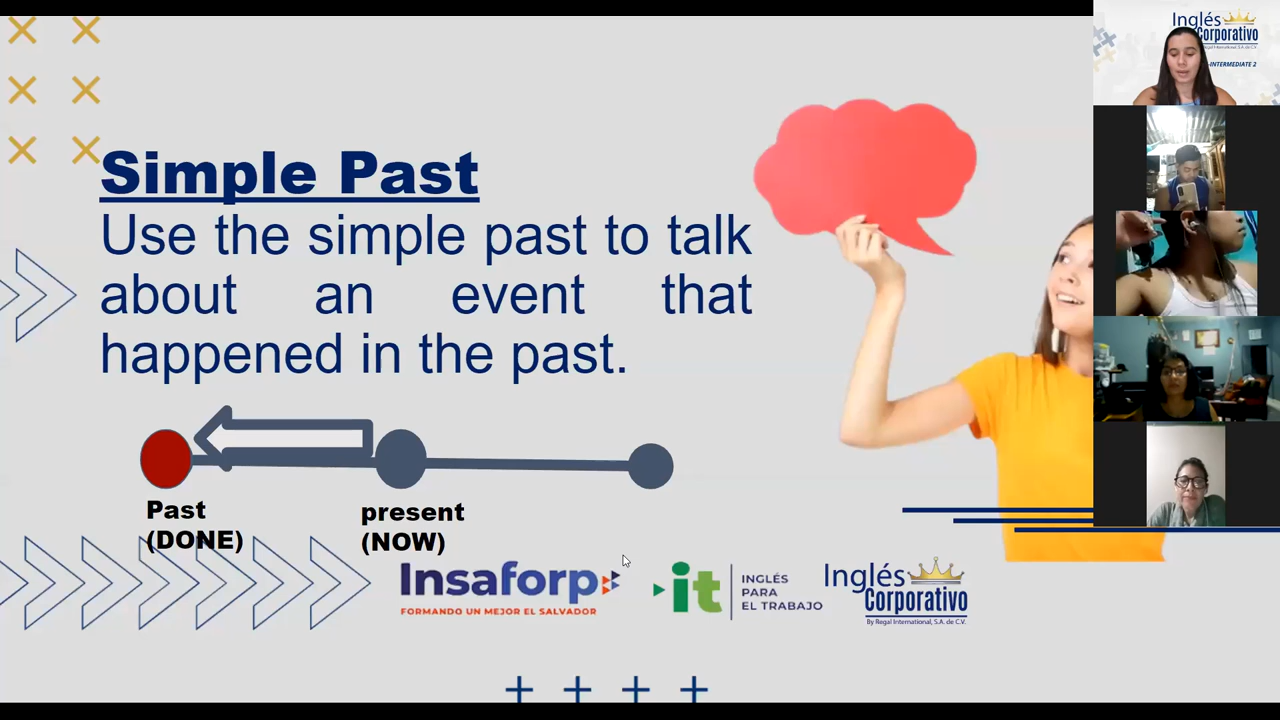 Simple Past
Use the simple past to talk
about an event that
happened in the past.
Past
(DONE)
present
(NOW)
Insaforp
FORMANDO UN MEJOR EL SALVADOR
it
INGLÉS
PARA
EL TRABAJO
Inglés
Corporativo
By Regal International, S.A. de C.V.
Inglés
Corporativo
-INTERMEDIATE 2